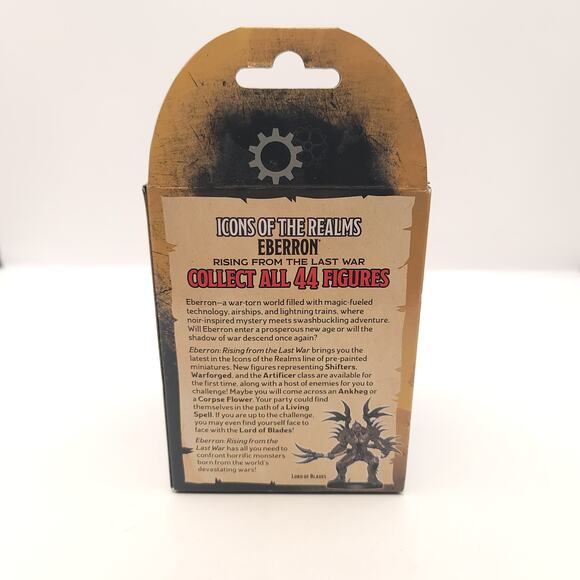 ICONS OF THE REALMS
EBERRON®
RISING FROM THE LAST WAR
COLLECT ALL 44 FIGURES
Eberron—a war-torn world filled with magic-fueled
technology, airships, and lightning trains, where
noir-inspired mystery meets swashbuckling adventure.
Will Eberron enter a prosperous new age or will the
shadow of war descend once again?
Eberron: Rising from the Last War brings you the
latest in the Icons of the Realms line of pre-painted
miniatures. New figures representing Shifters,
Warforged, and the Artificer class are available for
the first time, along with a host of enemies for you to
challenge! Maybe you will come across an Ankheg or
a Corpse Flower. Your party could find
themselves in the path of a Living
Spell. If you are up to the challenge,
you may even find yourself face to
face with the Lord of Blades!
Eberron: Rising from the
Last War has all you need to
confront horrific monsters
born from the world's
devastating wars!
LORD OF BLADES